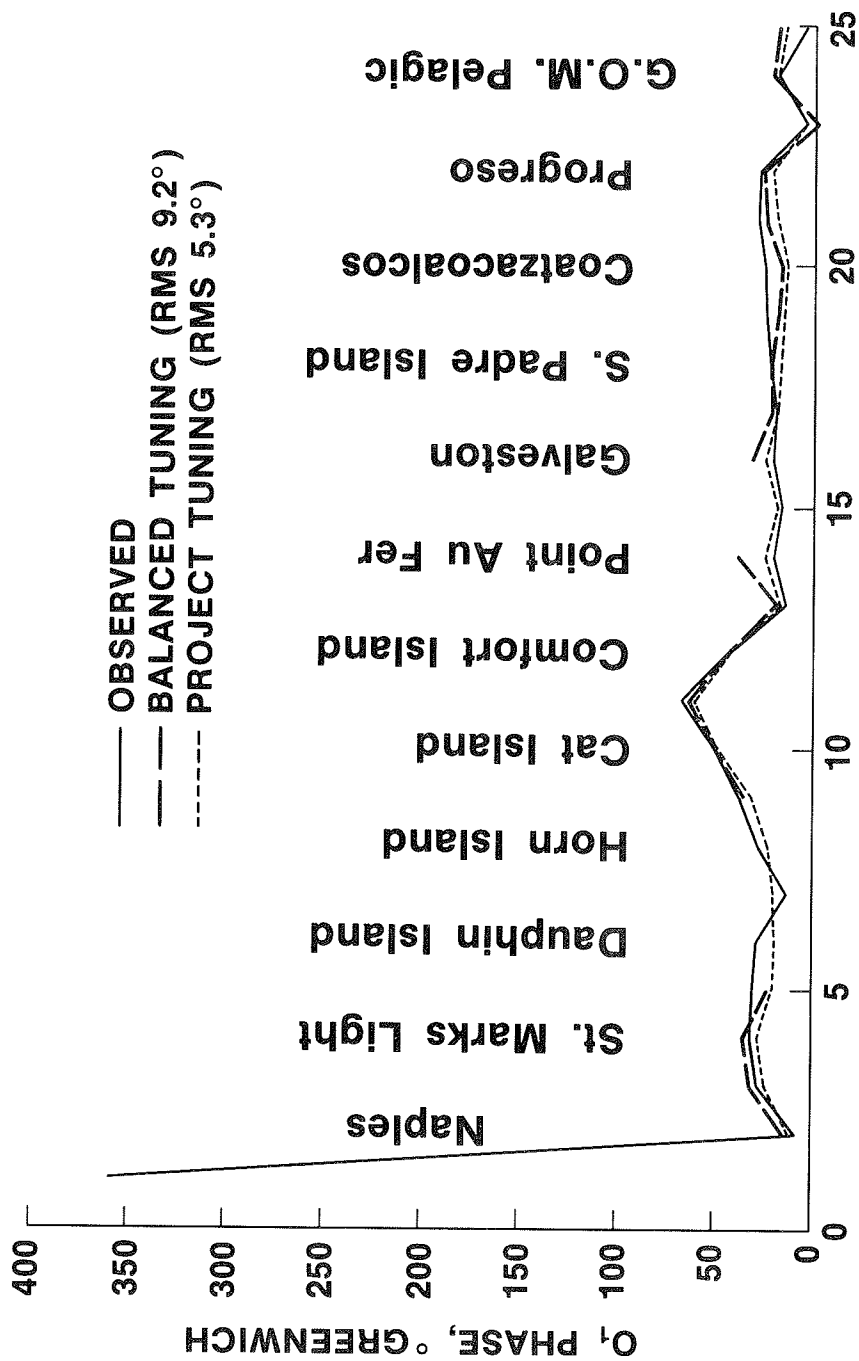 OBSERVED
BALANCED TUNING (RMS 9.2°)
PROJECT TUNING (RMS 5.3°)
O₁ PHASE, °GREENWICH
400
350
300
250
200
150
100
50
0
Naples
St. Marks Light
Dauphin Island
Horn Island
Cat Island
Comfort Island
Point Au Fer
Galveston
S. Padre Island
Coatzacoalcos
Progreso
G.O.M. Pelagic
0
5
10
15
20
25